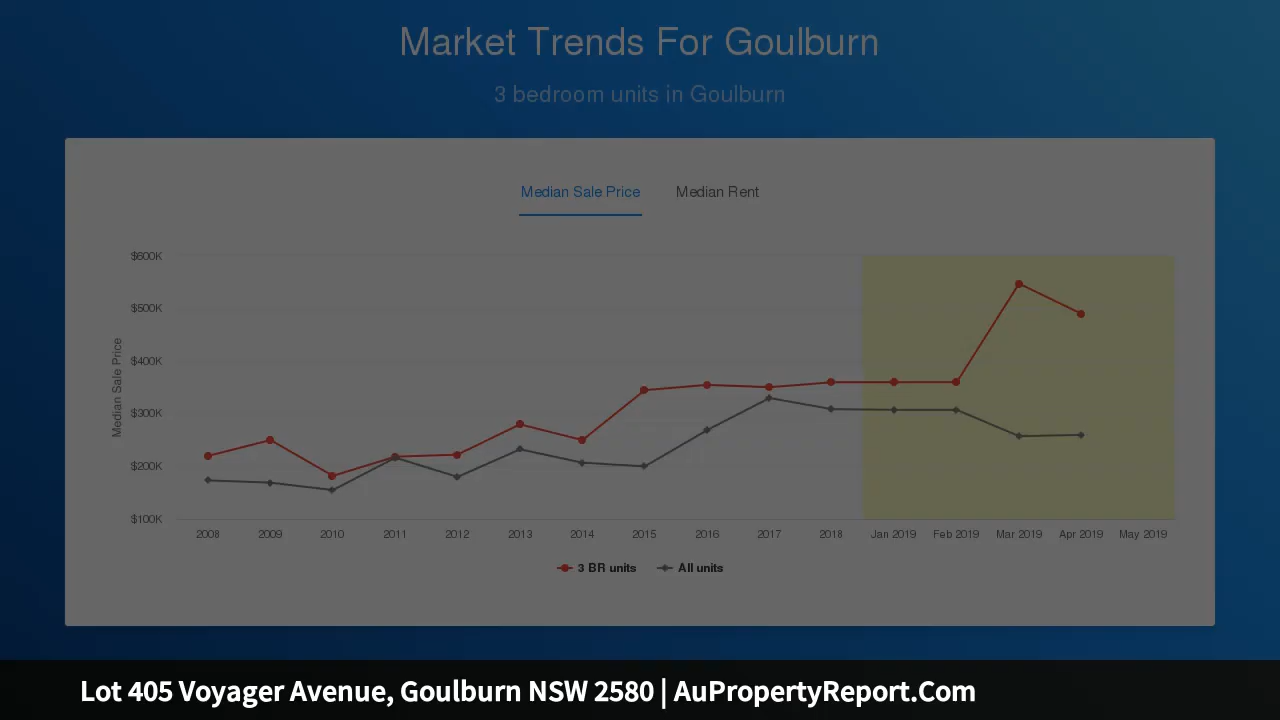 Market Trends For Goulburn
3 bedroom units in Goulburn
Median Sale Price Median Rent
$600K
$500K
$400K
$300K
$200K
$100K
Median Sale Price
2008 2009 2010 2011 2012 2013 2014 2015 2016 2017 2018 Jan 2019 Feb 2019 Mar 2019 Apr 2019 May 2019
3 BR units All units
Lot 405 Voyager Avenue, Goulburn NSW 2580 | AuPropertyReport.Com